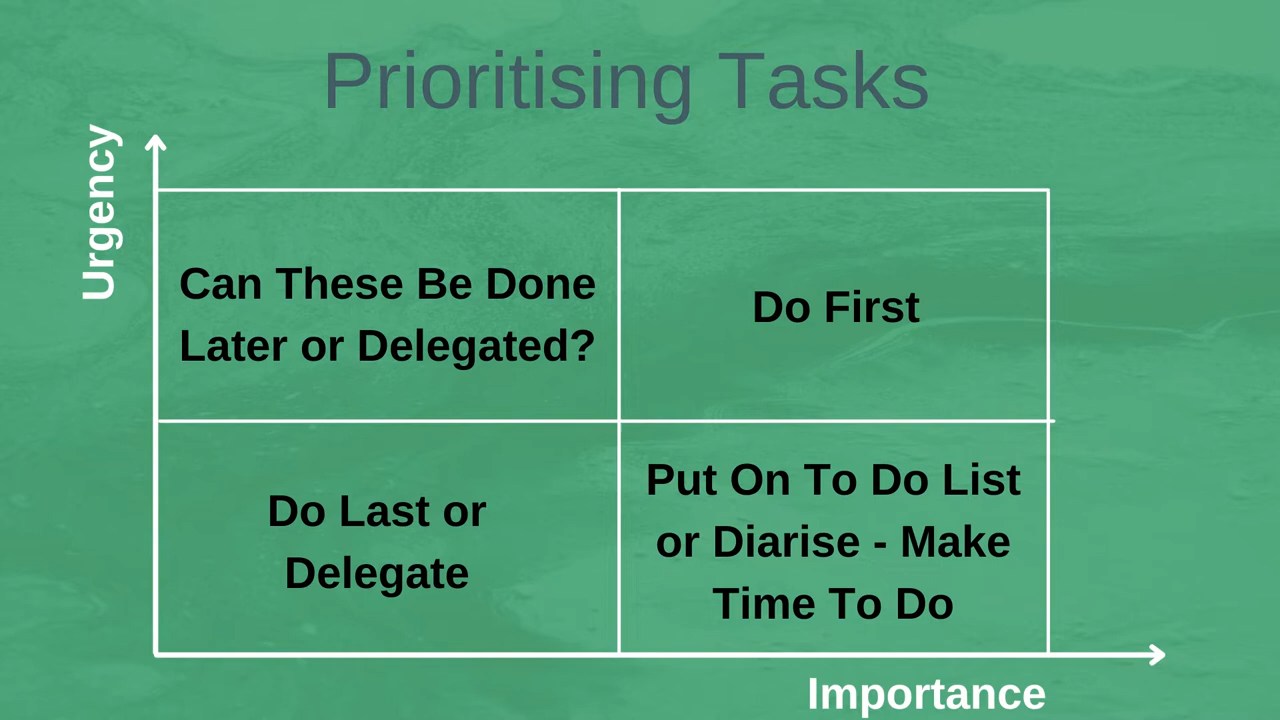 Prioritising Tasks
Urgency
Can These Be Done
Later or Delegated?
Do First
Do Last or
Delegate
Put On To Do List
or Diarise - Make
Time To Do
Importance